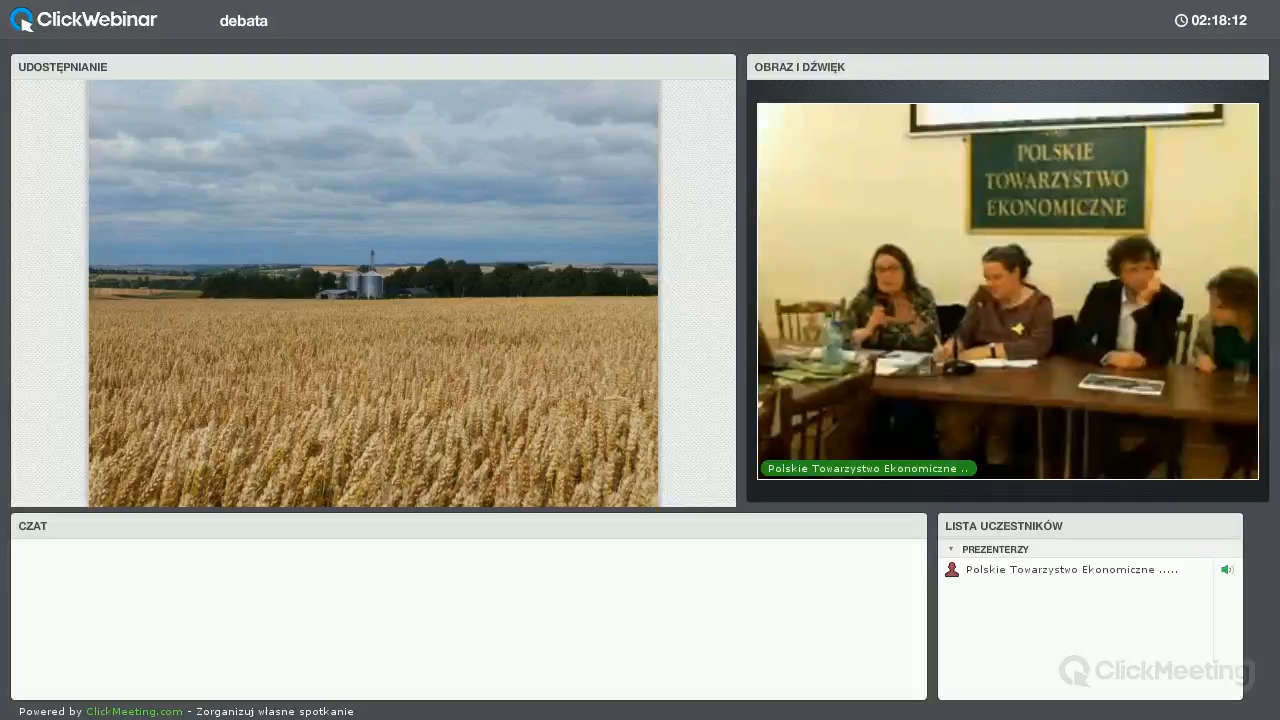 ClickWebinar
debata
02:18:12
UDOSTĘPNIANIE
OBRAZ I DŹWIĘK
POLSKIE
TOWARZYSTWO
EKONOMICZNE
Polskie Towarzystwo Ekonomiczne ..
CZAT
LISTA UCZESTNIKÓW
PREZENTERZY
Polskie Towarzystwo Ekonomiczne .....
ClickMeeting
Powered by ClickMeeting.com - Zorganizuj własne spotkanie